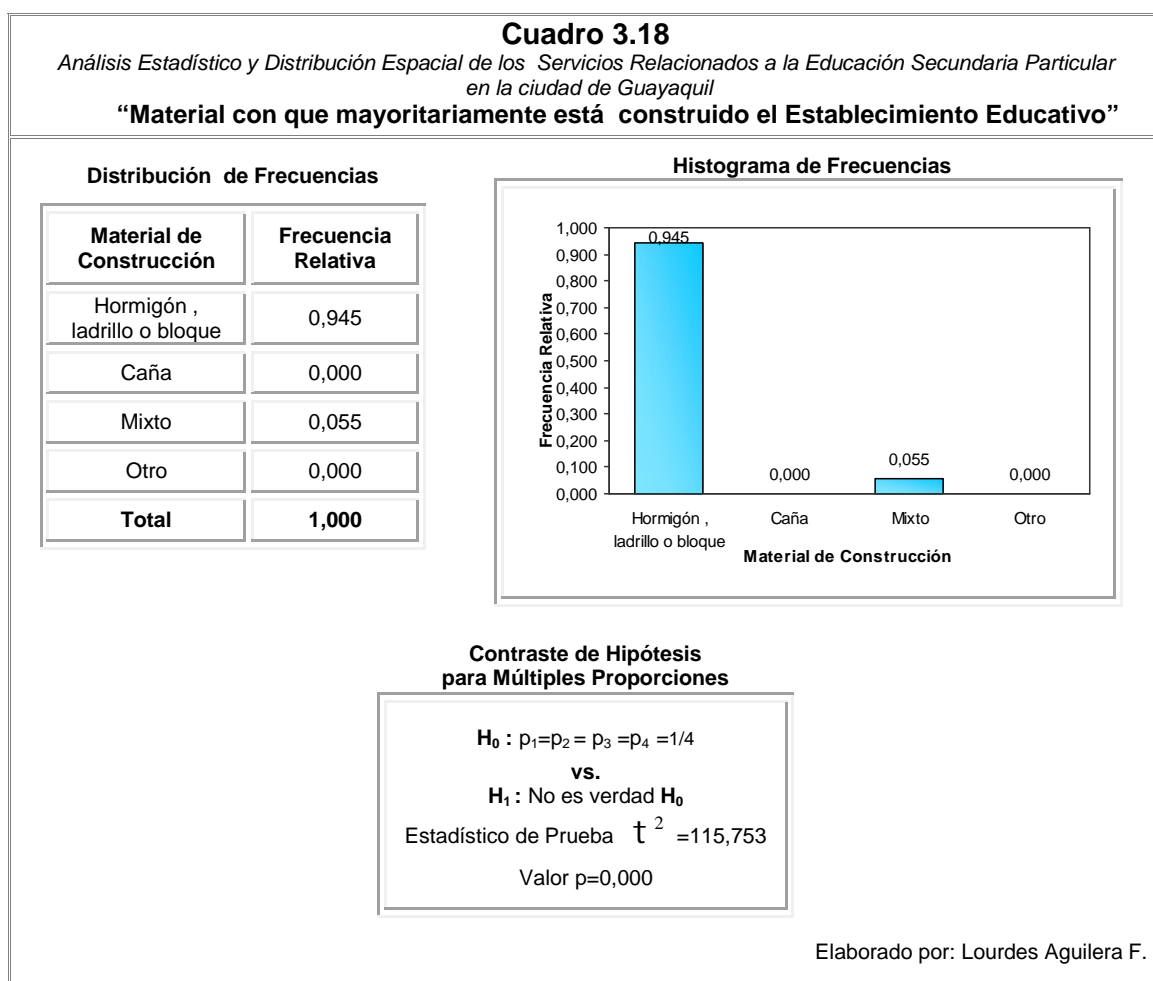 Cuadro 3.18
Análisis Estadístico y Distribución Espacial de los Servicios Relacionados a la Educación Secundaria Particular
en la ciudad de Guayaquil
“Material con que mayoritariamente está construido el Establecimiento Educativo”
Distribución de Frecuencias
Material de Construcción Frecuencia Relativa
Hormigón , ladrillo o bloque 0,945
Caña 0,000
Mixto 0,055
Otro 0,000
Total 1,000
Histograma de Frecuencias
Frecuencia Relativa
1,000
0,900
0,800
0,700
0,600
0,500
0,400
0,300
0,200
0,100
0,000
0,945
0,000
0,055
0,000
Hormigón , ladrillo o bloque
Caña
Mixto
Otro
Material de Construcción
Contraste de Hipótesis
para Múltiples Proporciones
H₀ : p₁=p₂ = p₃ =p₄ =1/4
vs.
H₁ : No es verdad H₀
Estadístico de Prueba t ² =115,753
Valor p=0,000
Elaborado por: Lourdes Aguilera F.